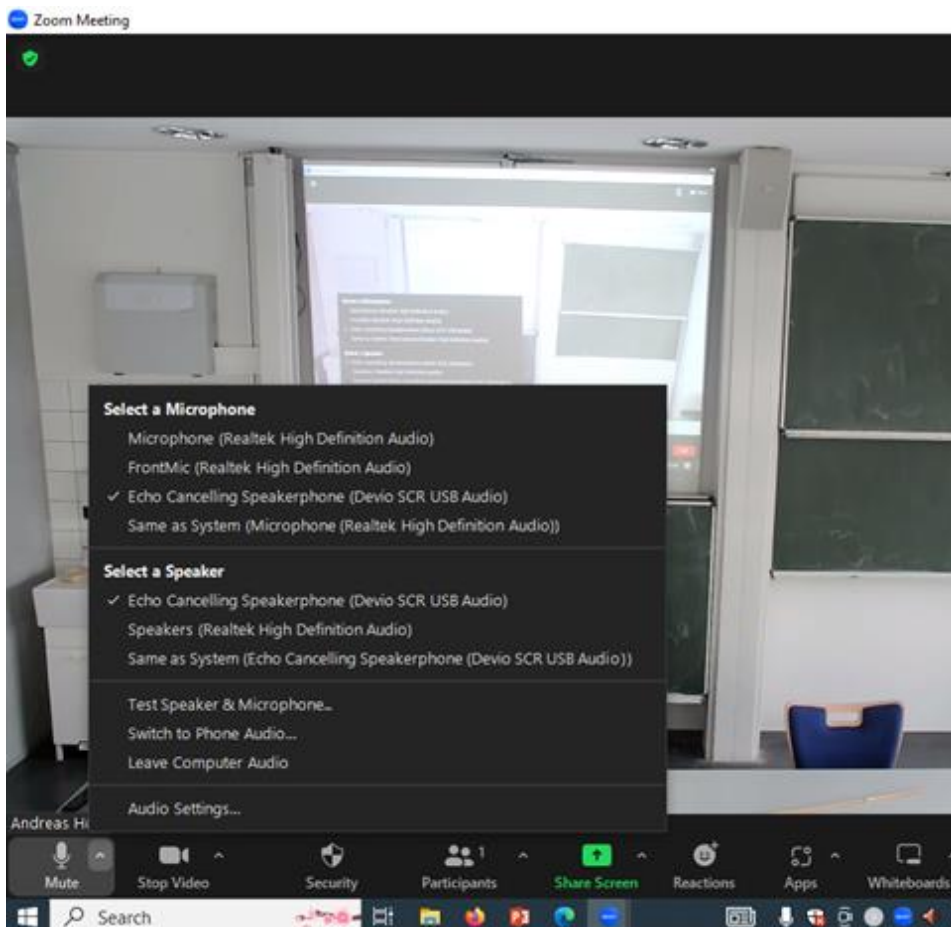 Zoom Meeting
Select a Microphone
Microphone (Realtek High Definition Audio)
FrontMic (Realtek High Definition Audio)
✓ Echo Cancelling Speakerphone (Devio SCR USB Audio)
Same as System (Microphone (Realtek High Definition Audio))
Select a Speaker
✓ Echo Cancelling Speakerphone (Devio SCR USB Audio)
Speakers (Realtek High Definition Audio)
Same as System (Echo Cancelling Speakerphone (Devio SCR USB Audio))
Test Speaker & Microphone...
Switch to Phone Audio...
Leave Computer Audio
Audio Settings...
Andreas
1
Mute Stop Video Security Participants Share Screen Reactions Apps Whiteboards
Search